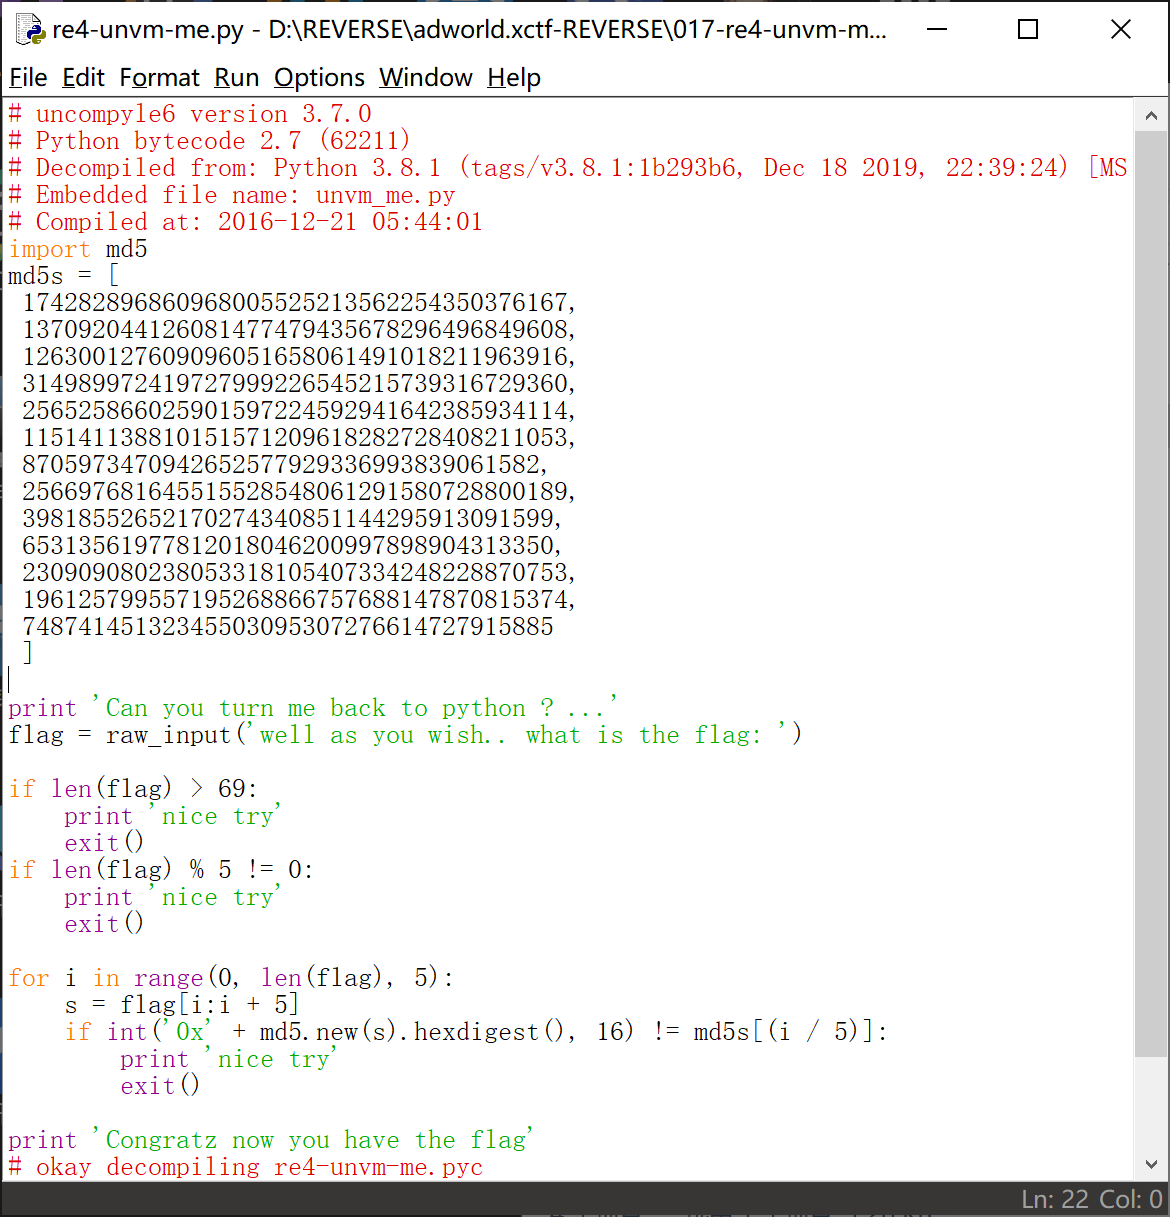 re4-unvm-me.py - D:\REVERSE\adworld.xctf-REVERSE\017-re4-unvm-m...
File Edit Format Run Options Window Help
# uncompyle6 version 3.7.0
# Python bytecode 2.7 (62211)
# Decompiled from: Python 3.8.1 (tags/v3.8.1:1b293b6, Dec 18 2019, 22:39:24) [MS
# Embedded file name: unvm_me.py
# Compiled at: 2016-12-21 05:44:01
import md5
md5s = [
174282896860968005525213562254350376167,
137092044126081477479435678296496849608,
126300127609096051658061491018211963916,
314989972419727999226545215739316729360,
256525866025901597224592941642385934114,
115141138810151571209618282728408211053,
8705973470942652577929336993839061582,
256697681645515528548061291580728800189,
39818552652170274340851144295913091599,
65313561977812018046200997898904313350,
230909080238053318105407334248228870753,
196125799557195268866757688147870815374,
74874145132345503095307276614727915885
]
print 'Can you turn me back to python ? ...'
flag = raw_input('well as you wish.. what is the flag: ')
if len(flag) > 69:
print 'nice try'
exit()
if len(flag) % 5 != 0:
print 'nice try'
exit()
for i in range(0, len(flag), 5):
s = flag[i:i + 5]
if int('0x' + md5.new(s).hexdigest(), 16) != md5s[(i / 5)]:
print 'nice try'
exit()
print 'Congratz now you have the flag'
# okay decompiling re4-unvm-me.pyc
Ln: 22 Col: 0